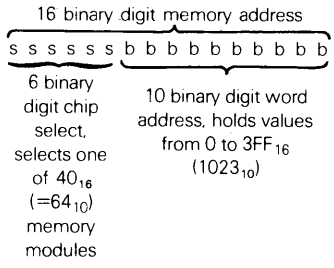 16 binary digit memory address
s s s s s s b b b b b b b b b b
6 binary
digit chip
select,
selects one
of 40₁₆
(=64₁₀)
memory
modules
10 binary digit word
address, holds values
from 0 to 3FF₁₆
(1023₁₀)